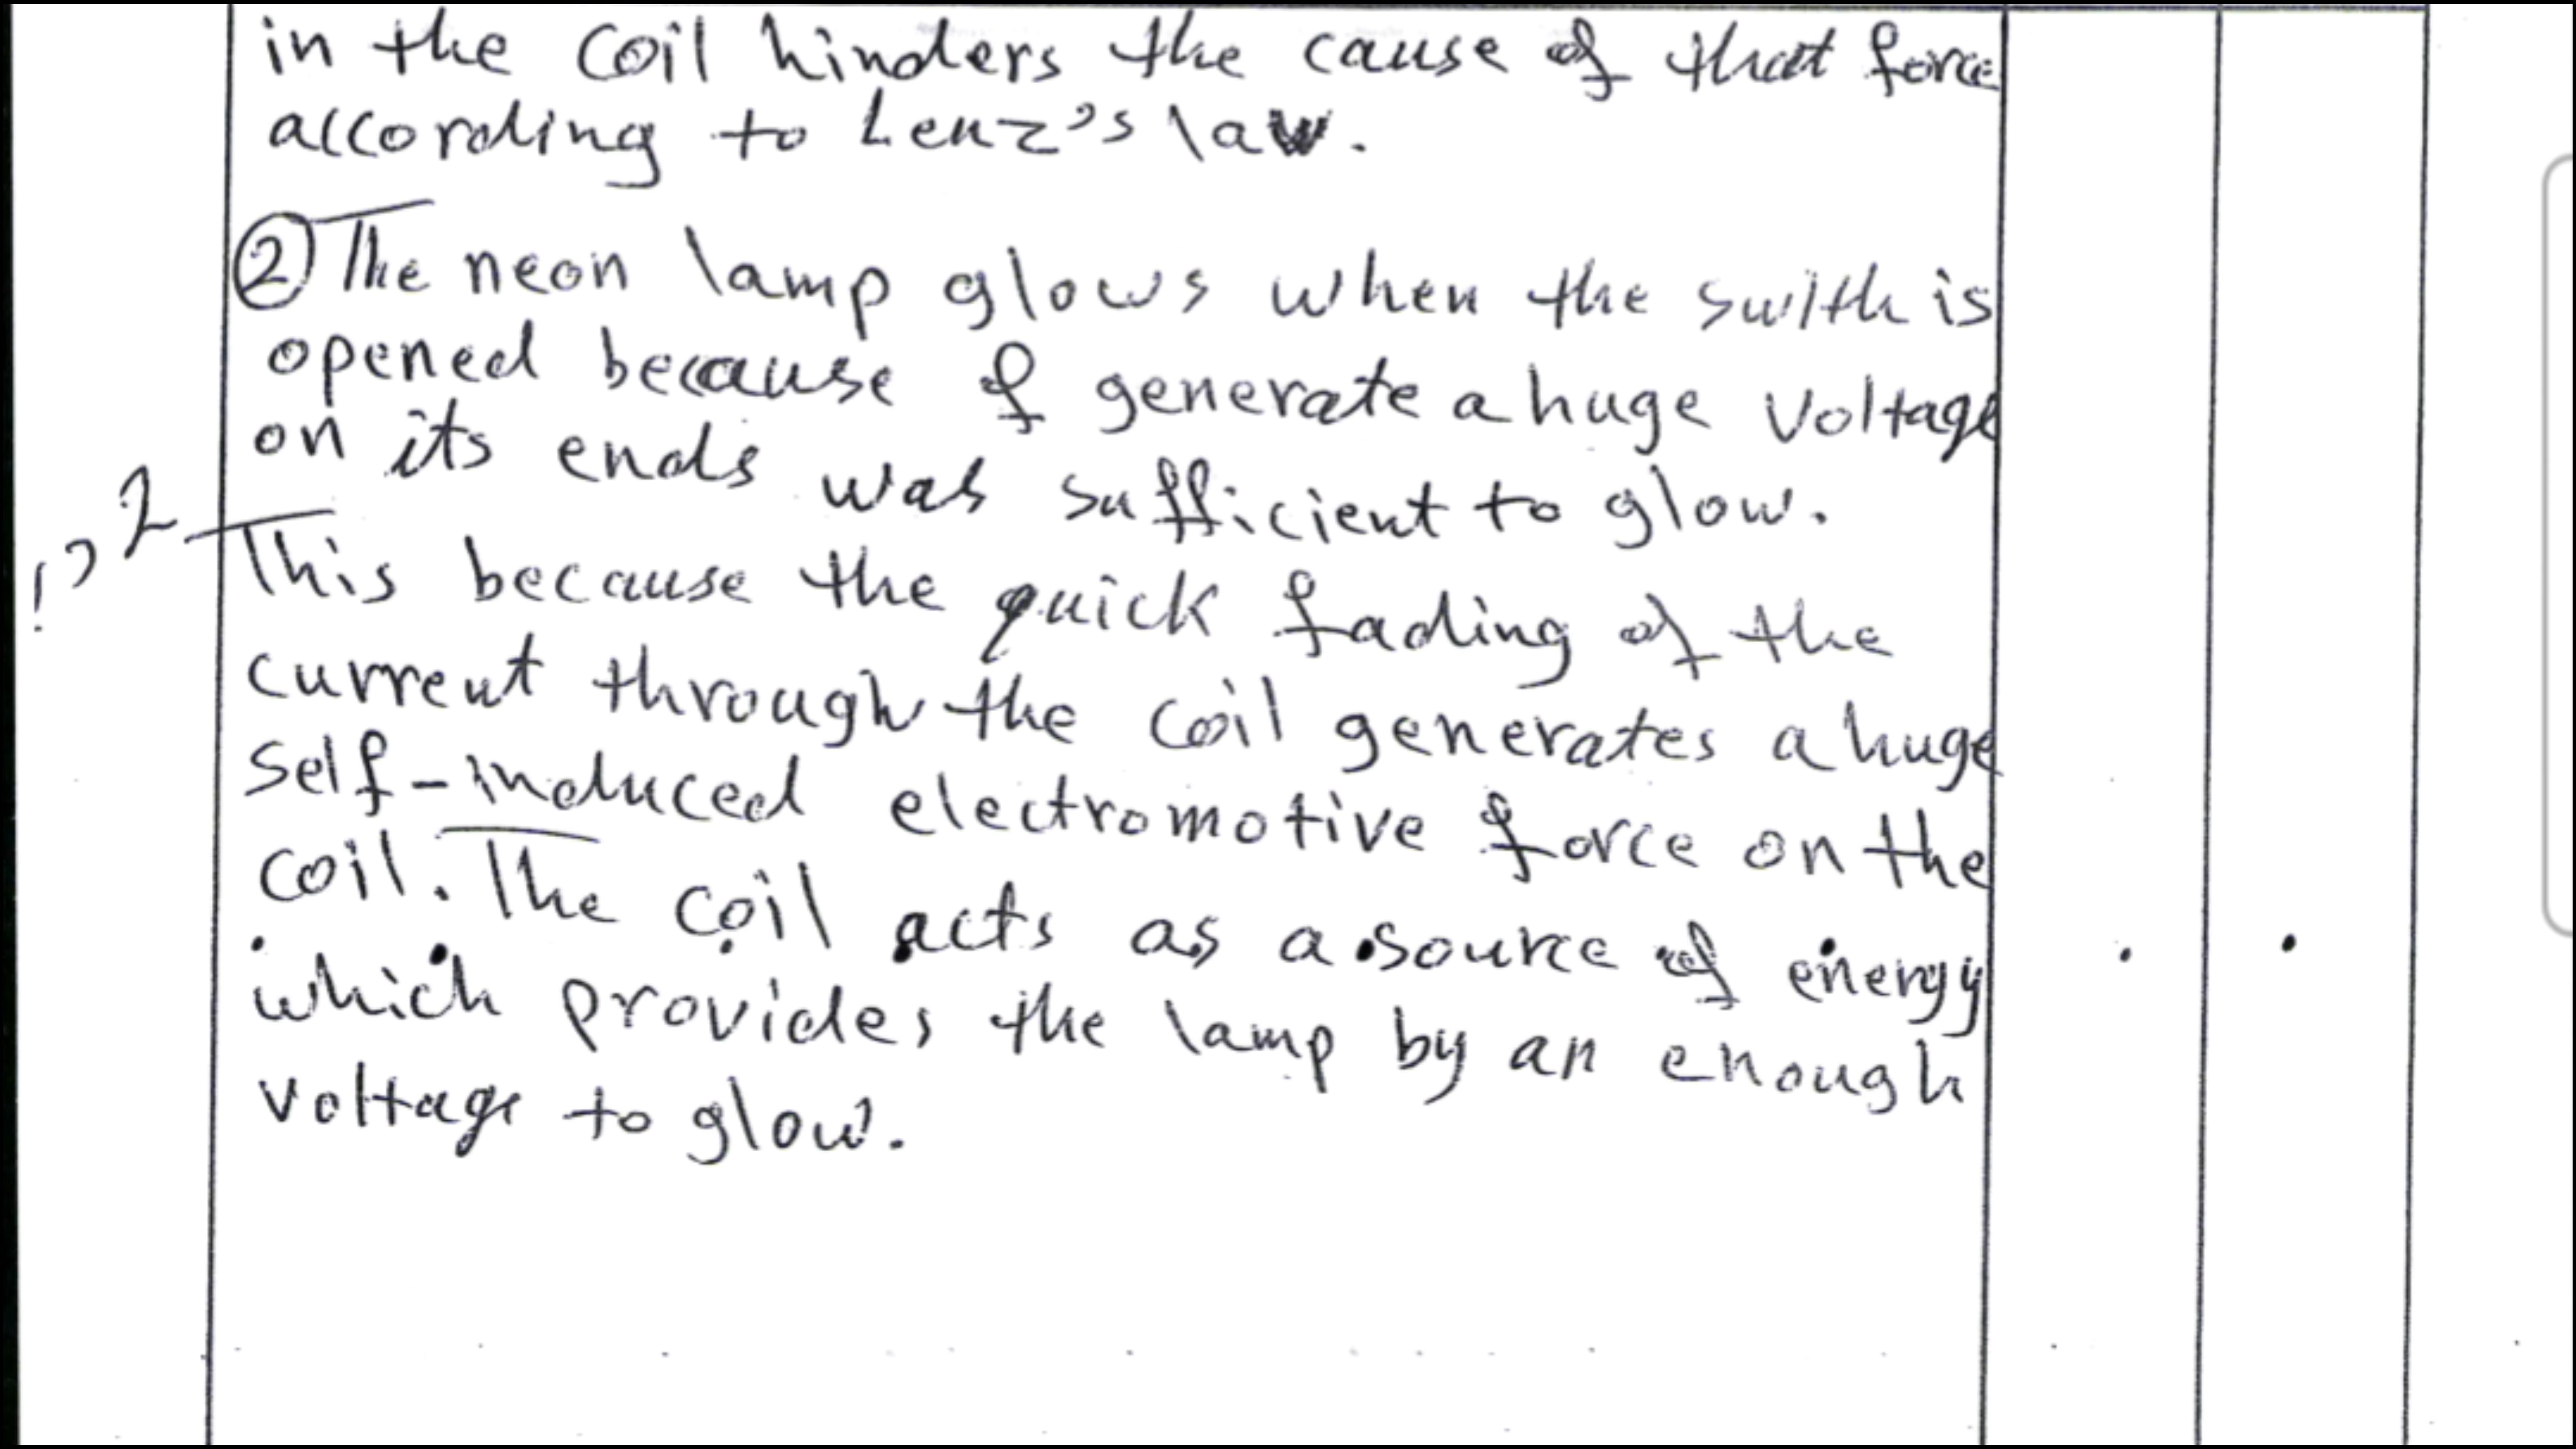 in the coil hinders the cause of that force
according to Lenz's law.
② The neon lamp glows when the swith is
opened because of generate a huge voltage
on its ends was sufficient to glow.
This because the quick fading of the
current through the coil generates a huge
self-induced electromotive force on the
coil. The coil acts as a source of energy
which provides the lamp by an enough
voltage to glow.